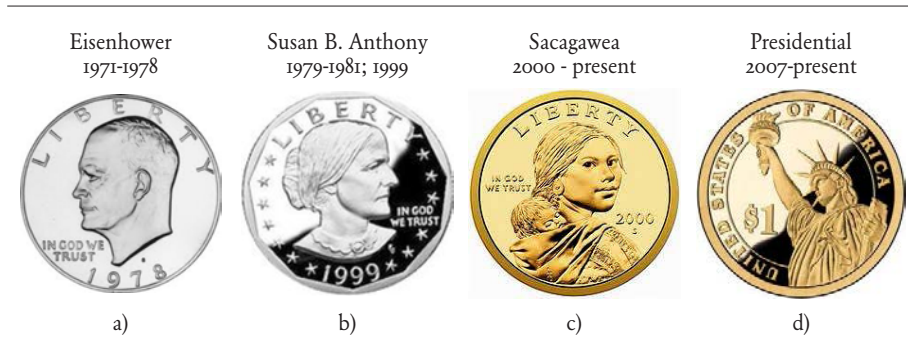 Eisenhower
1971-1978
Susan B. Anthony
1979-1981; 1999
Sacagawea
2000 - present
Presidential
2007-present
LIBERTY
IN GOD WE
TRUST
1978
LIBERTY
IN GOD
WE TRUST
1999
LIBERTY
IN GOD
WE TRUST
2000
S
UNITED STATES OF AMERICA
$1
a)
b)
c)
d)